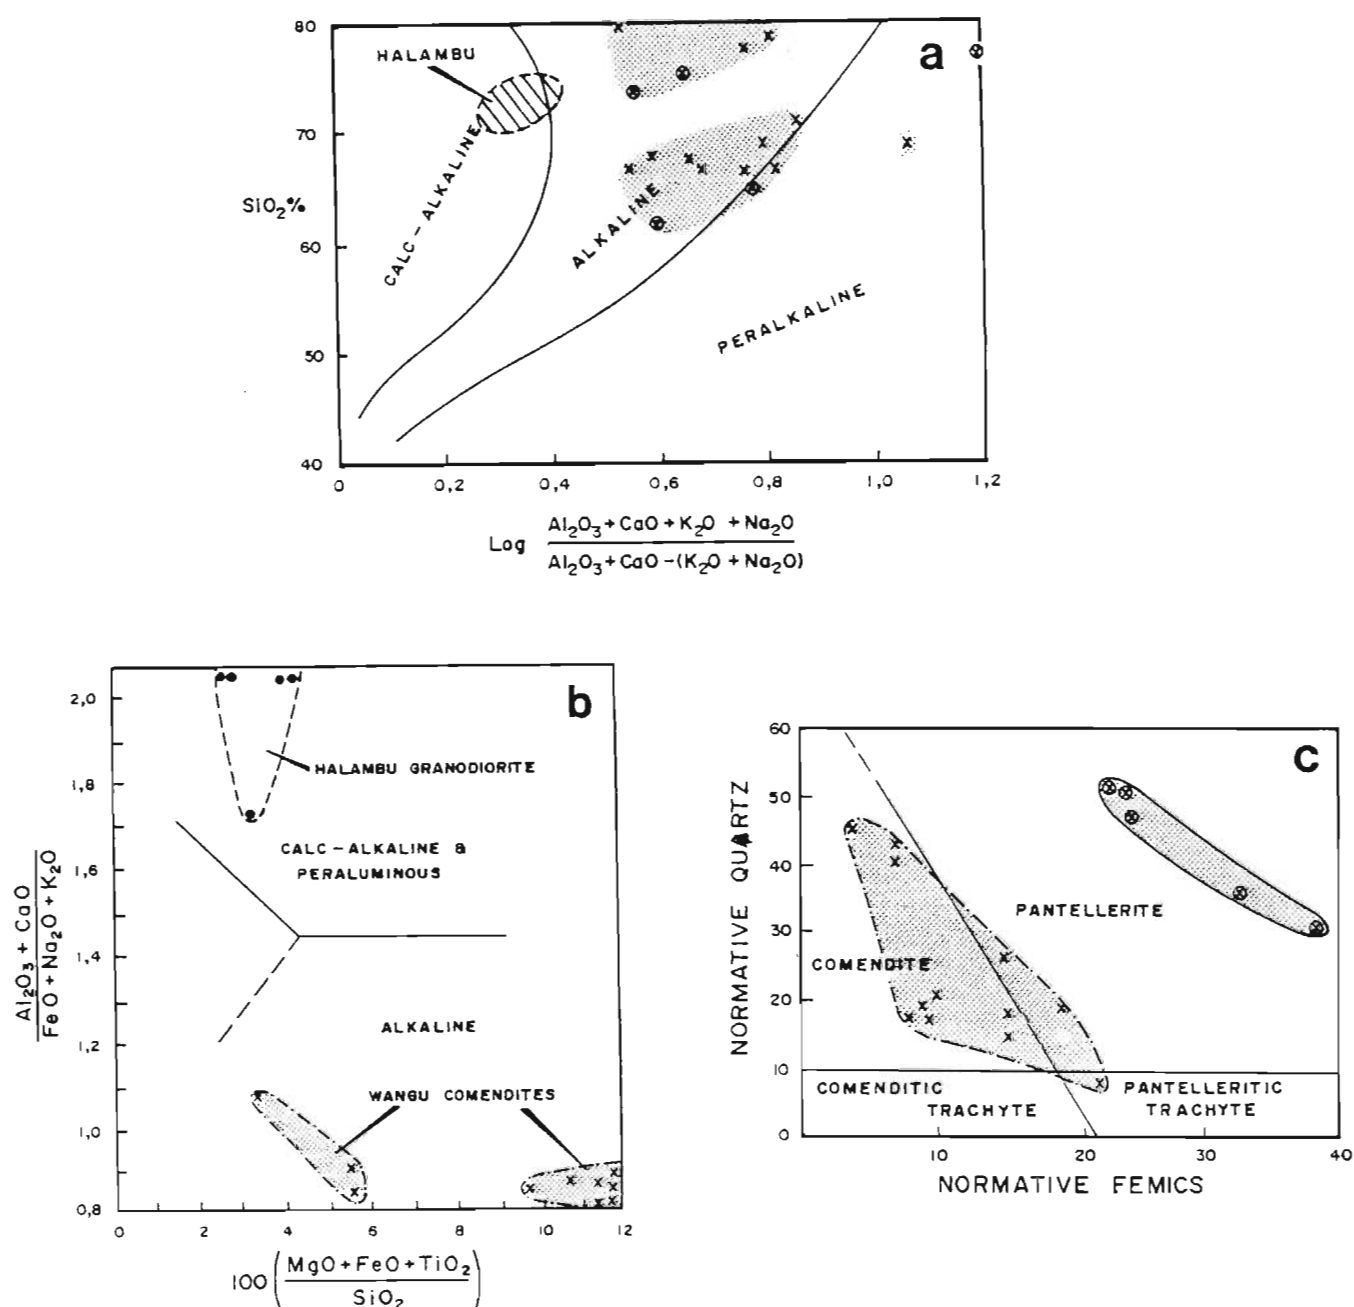 a
80
HALAMBU
70
SiO2%
CALC-ALKALINE
ALKALINE
60
PERALKALINE
50
40
0 0,2 0,4 0,6 0,8 1,0 1,2
Log Al2O3+CaO+K2O+Na2O
Al2O3+CaO-(K2O+Na2O)
b
2,0
HALAMBU GRANODIORITE
1,8
CALC-ALKALINE &
PERALUMINOUS
1,6
1,4
Al2O3+CaO
FeO+Na2O+K2O
ALKALINE
1,2
WANGU COMENDITES
1,0
0,8
0 2 4 6 8 10 12
100(MgO+FeO+TiO2
SiO2)
c
60
50
NORMATIVE QUARTZ
40
PANTELLERITE
30
COMENDITE
20
10
COMENDITIC
TRACHYTE
PANTELLERITIC
TRACHYTE
0
10 20 30 40
NORMATIVE FEMICS